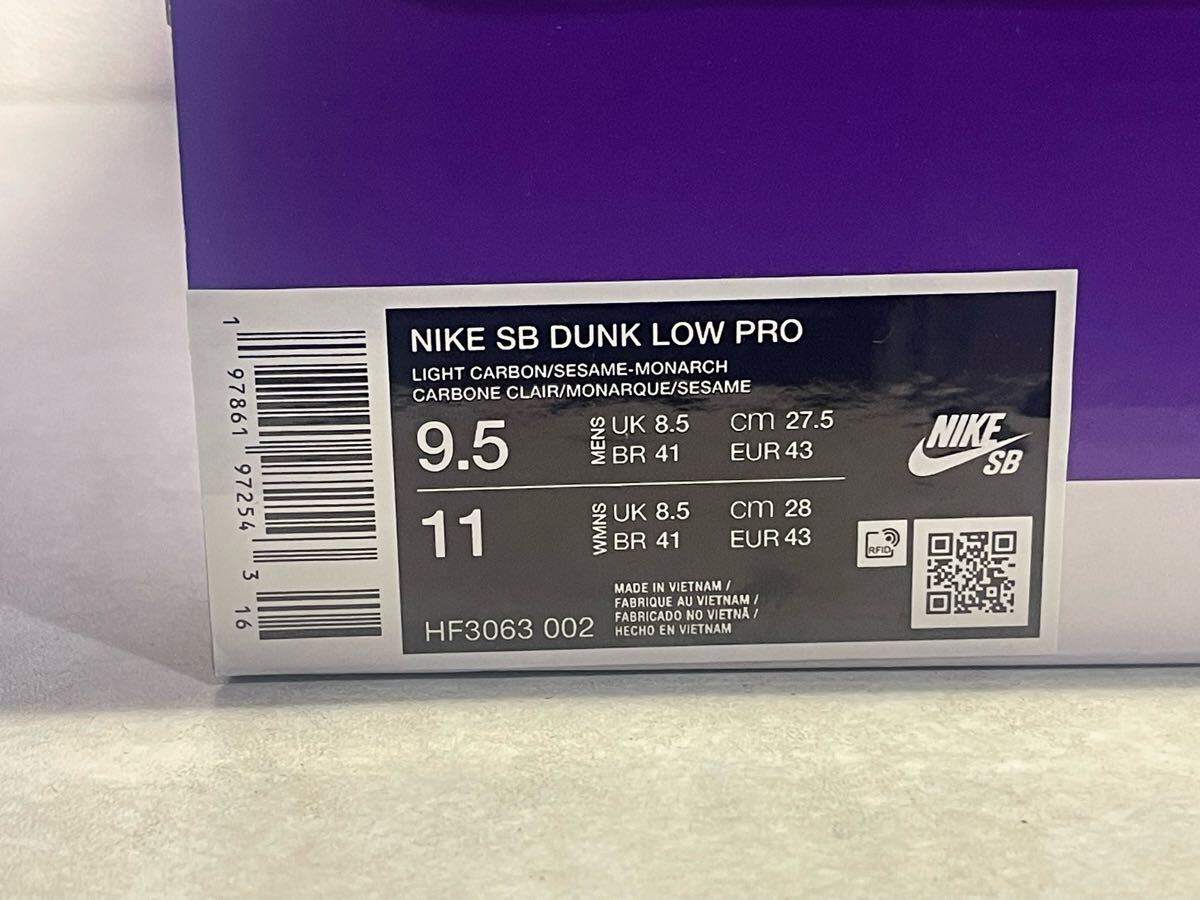 NIKE SB DUNK LOW PRO
LIGHT CARBON/SESAME-MONARCH
CARBONE CLAIR/MONARQUE/SESAME
9.5
MENS
UK 8.5 cm 27.5
BR 41 EUR 43
11
WMNS
UK 8.5 cm 28
BR 41 EUR 43
MADE IN VIETNAM /
FABRIQUE AU VIETNAM /
FABRICADO NO VIETNÃ /
HECHO EN VIETNAM
HF3063 002
NIKE
SB
RFID
1 97861 97254 3 16